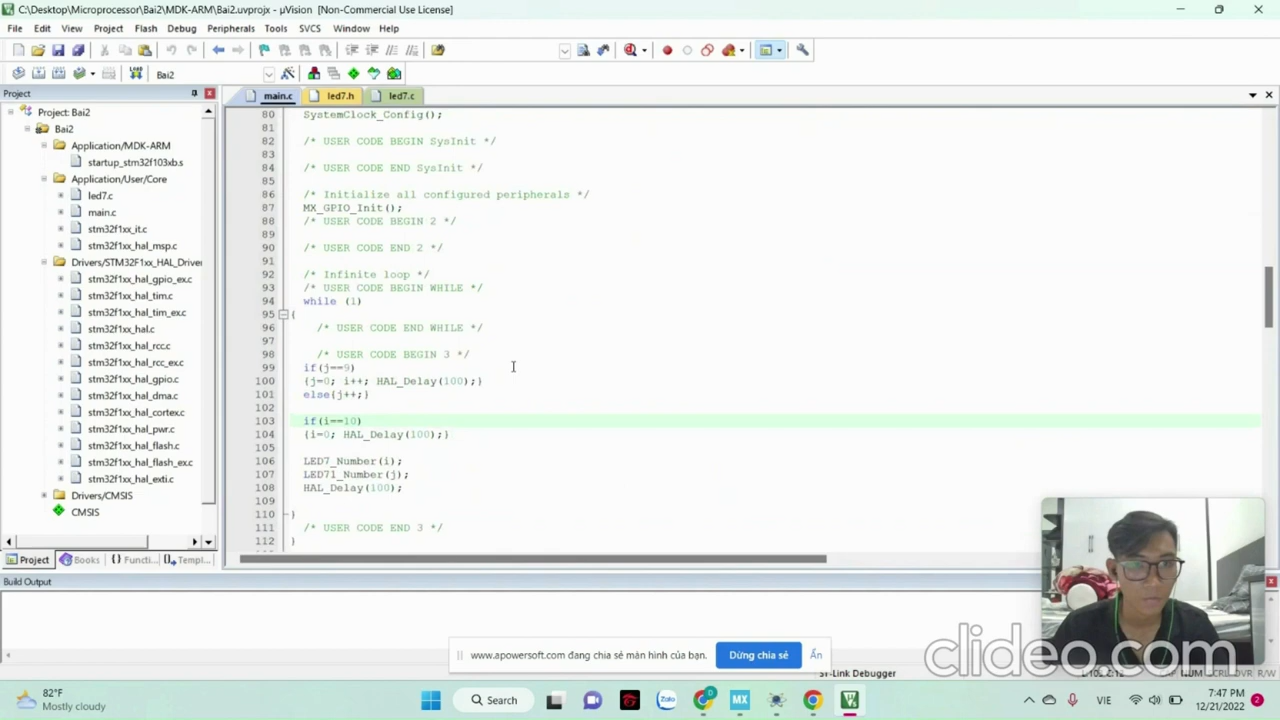 C:\Desktop\Microprocessor\Bai2\MDK-ARM\Bai2.uvprojx - µVision [Non-Commercial Use License]
File Edit View Project Flash Debug Peripherals Tools SVCS Window Help
Bai2
Project
main.c led7.h led7.c
Project: Bai2
Bai2
Application/MDK-ARM
startup_stm32f103xb.s
Application/User/Core
led7.c
main.c
stm32f1xx_it.c
stm32f1xx_hal_msp.c
Drivers/STM32F1xx_HAL_Drive
stm32f1xx_hal_gpio_ex.c
stm32f1xx_hal_tim.c
stm32f1xx_hal_tim_ex.c
stm32f1xx_hal.c
stm32f1xx_hal_rcc.c
stm32f1xx_hal_rcc_ex.c
stm32f1xx_hal_gpio.c
stm32f1xx_hal_dma.c
stm32f1xx_hal_cortex.c
stm32f1xx_hal_pwr.c
stm32f1xx_hal_flash.c
stm32f1xx_hal_flash_ex.c
stm32f1xx_hal_exti.c
Drivers/CMSIS
CMSIS
Project Books Functi... Templ...
80 SystemClock_Config();
81
82 /* USER CODE BEGIN SysInit */
83
84 /* USER CODE END SysInit */
85
86 /* Initialize all configured peripherals */
87 MX_GPIO_Init();
88 /* USER CODE BEGIN 2 */
89
90 /* USER CODE END 2 */
91
92 /* Infinite loop */
93 /* USER CODE BEGIN WHILE */
94 while (1)
95 {
96 /* USER CODE END WHILE */
97
98 /* USER CODE BEGIN 3 */
99 if(j==9)
100 {j=0; i++; HAL_Delay(100);}
101 else{j++;}
102
103 if(i==10)
104 {i=0; HAL_Delay(100);}
105
106 LED7_Number(i);
107 LED71_Number(j);
108 HAL_Delay(100);
109
110 }
111 /* USER CODE END 3 */
112 }
Build Output
www.apowersoft.com đang chia sẻ màn hình của bạn. Dừng chia sẻ Ẩn
clideo.com
ST-Link Debugger
NUM SCRL OVR R/W
82°F
Mostly cloudy
Search
VIE
7:47 PM
12/21/2022